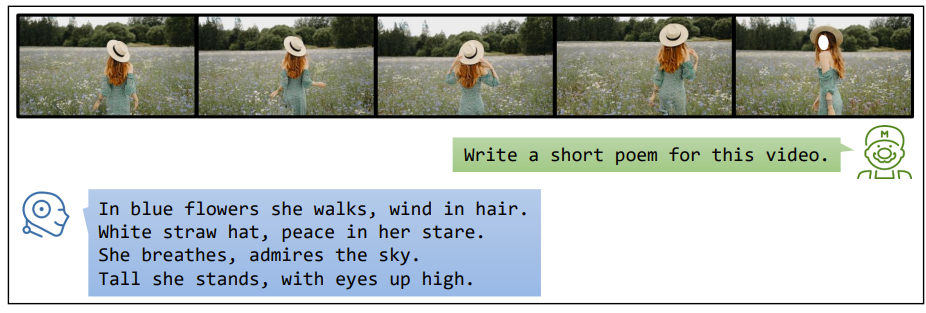 Write a short poem for this video.
M
In blue flowers she walks, wind in hair.
White straw hat, peace in her stare.
She breathes, admires the sky.
Tall she stands, with eyes up high.